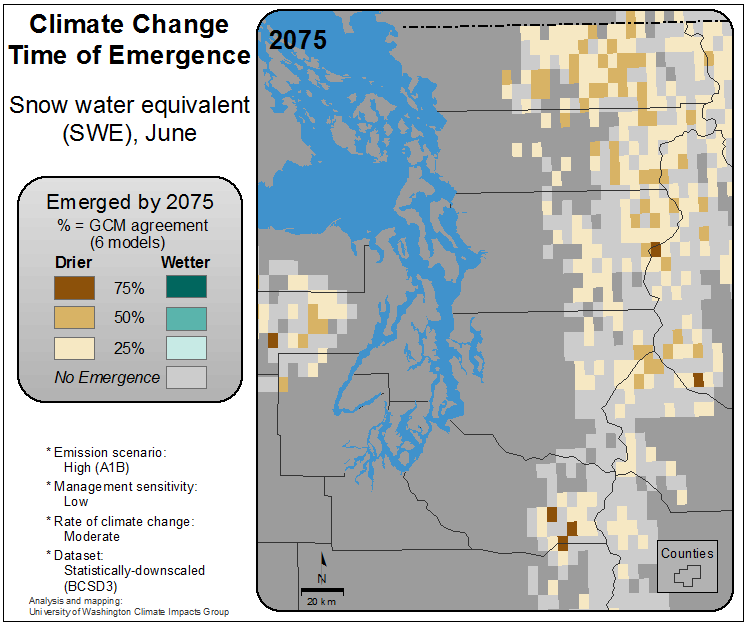 Climate Change
Time of Emergence
Snow water equivalent
(SWE), June
Emerged by 2075
% = GCM agreement
(6 models)
Drier Wetter
75%
50%
25%
No Emergence
* Emission scenario:
High (A1B)
* Management sensitivity:
Low
* Rate of climate change:
Moderate
* Dataset:
Statistically-downscaled
(BCSD3)
Analysis and mapping:
University of Washington Climate Impacts Group
2075
N
20 km
Counties